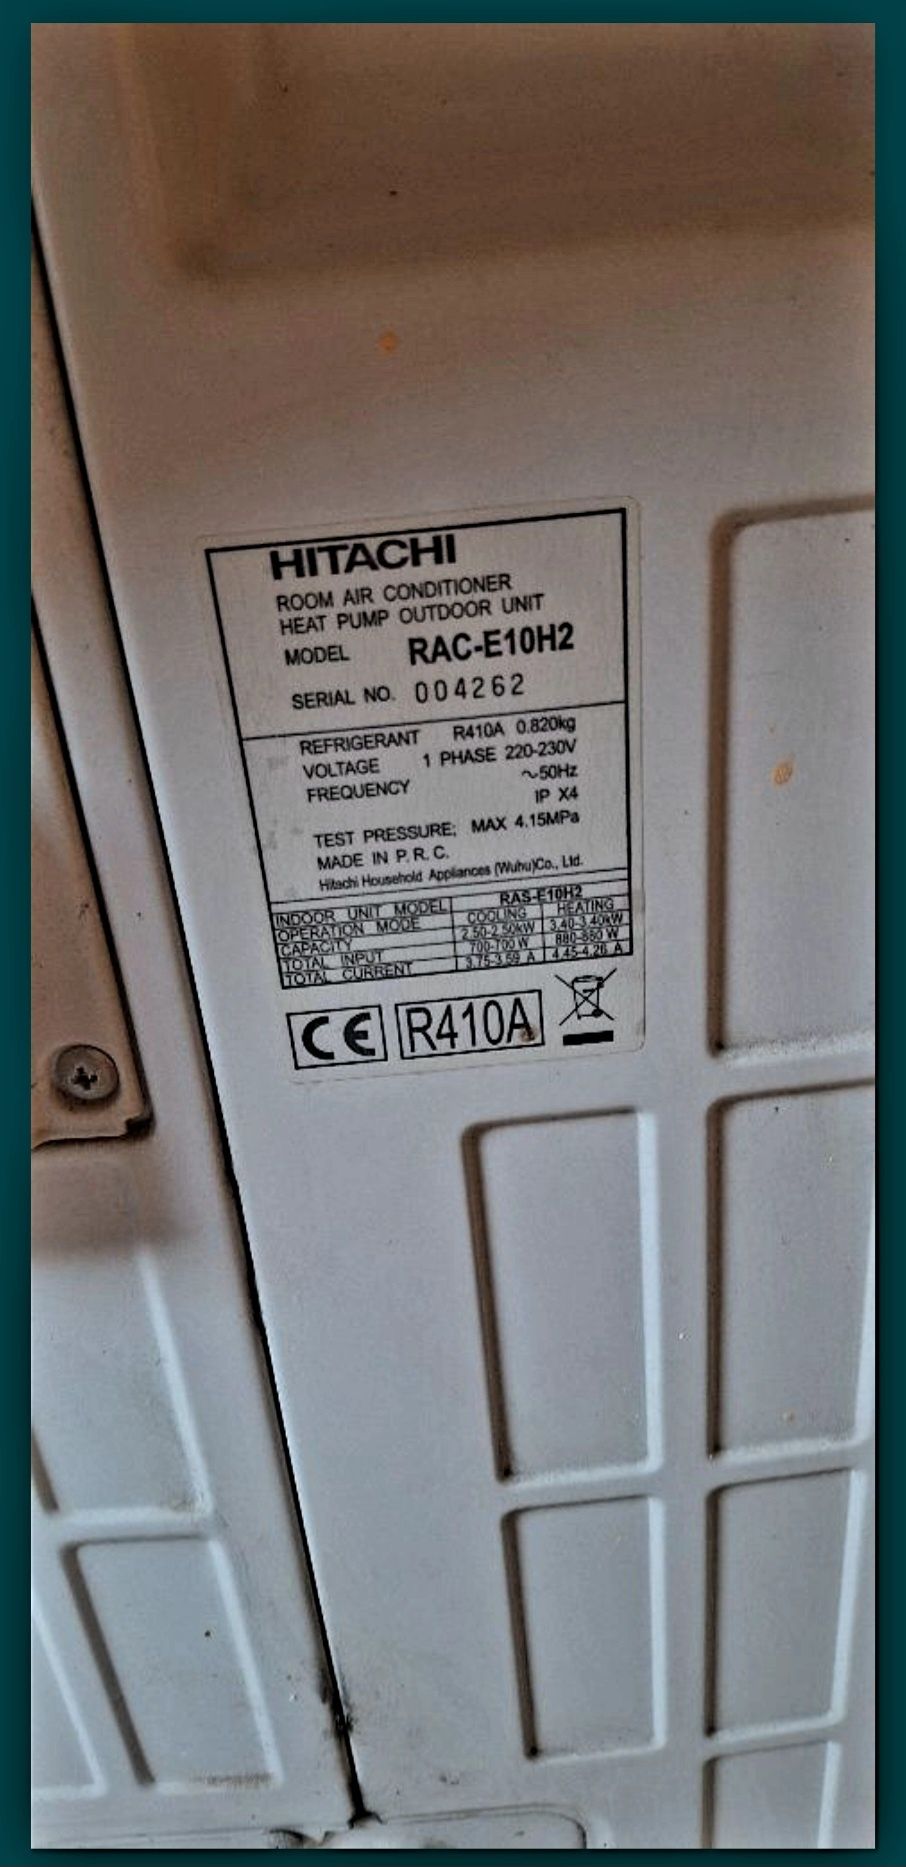 HITACHI
ROOM AIR CONDITIONER
HEAT PUMP OUTDOOR UNIT
MODEL RAC-E10H2
SERIAL NO. 004262
REFRIGERANT R410A 0.820kg
VOLTAGE 1 PHASE 220-230V
FREQUENCY ~50Hz
IP X4
TEST PRESSURE; MAX 4.15MPa
MADE IN P.R.C.
Hitachi Household Appliances (Wuhu)Co., Ltd.
INDOOR UNIT MODEL RAS-E10H2
OPERATION MODE COOLING HEATING
CAPACITY 2.50-2.50kW 3.40-3.40kW
TOTAL INPUT 700-700 W 880-880 W
TOTAL CURRENT 3.75-3.59 A 4.45-4.26 A
CE R410A